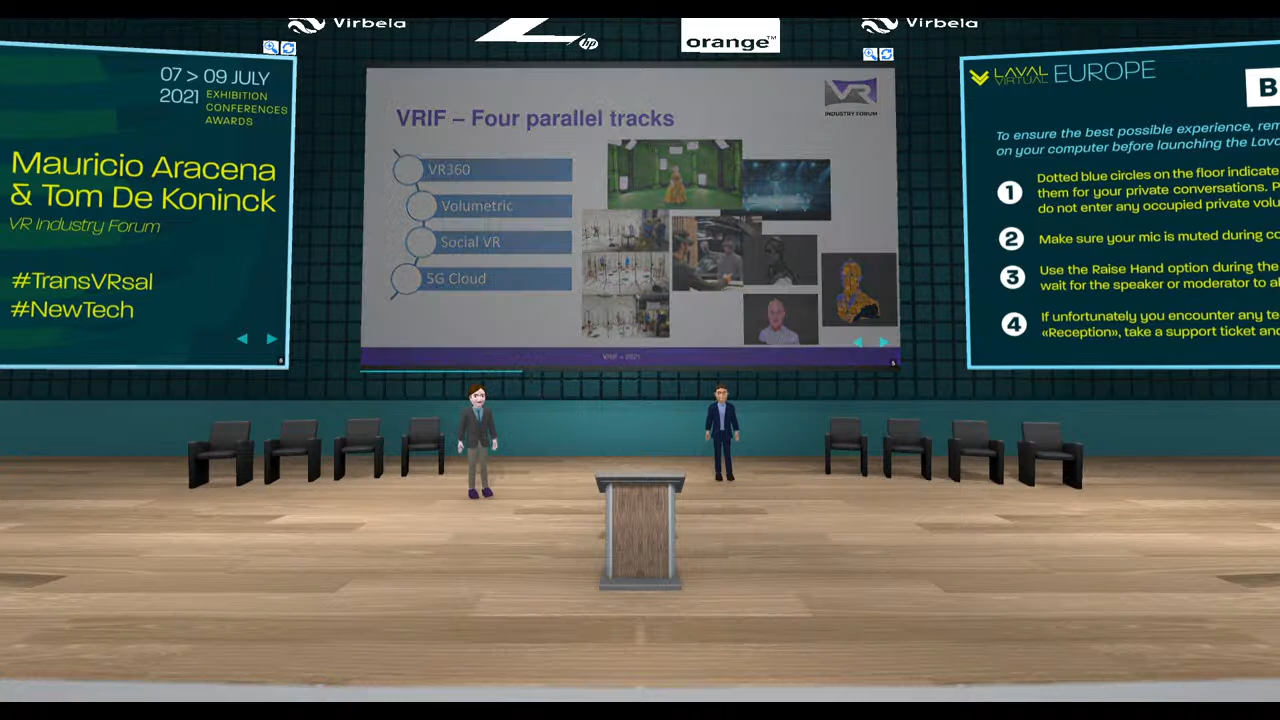 Virbela
hp
orange™
Virbela
07 > 09 JULY
2021 EXHIBITION
CONFERENCES
AWARDS
Mauricio Aracena
& Tom De Koninck
VR Industry Forum
#TransVRsal
#NewTech
VR
INDUSTRY FORUM
VRIF – Four parallel tracks
VR360
Volumetric
Social VR
5G Cloud
VRIF – 2021
LAVAL
VIRTUAL
EUROPE
B
To ensure the best possible experience, rem
on your computer before launching the Lava
1 Dotted blue circles on the floor indicate
them for your private conversations. P
do not enter any occupied private volu
2 Make sure your mic is muted during co
3 Use the Raise Hand option during the
wait for the speaker or moderator to al
4 If unfortunately you encounter any te
«Reception», take a support ticket and